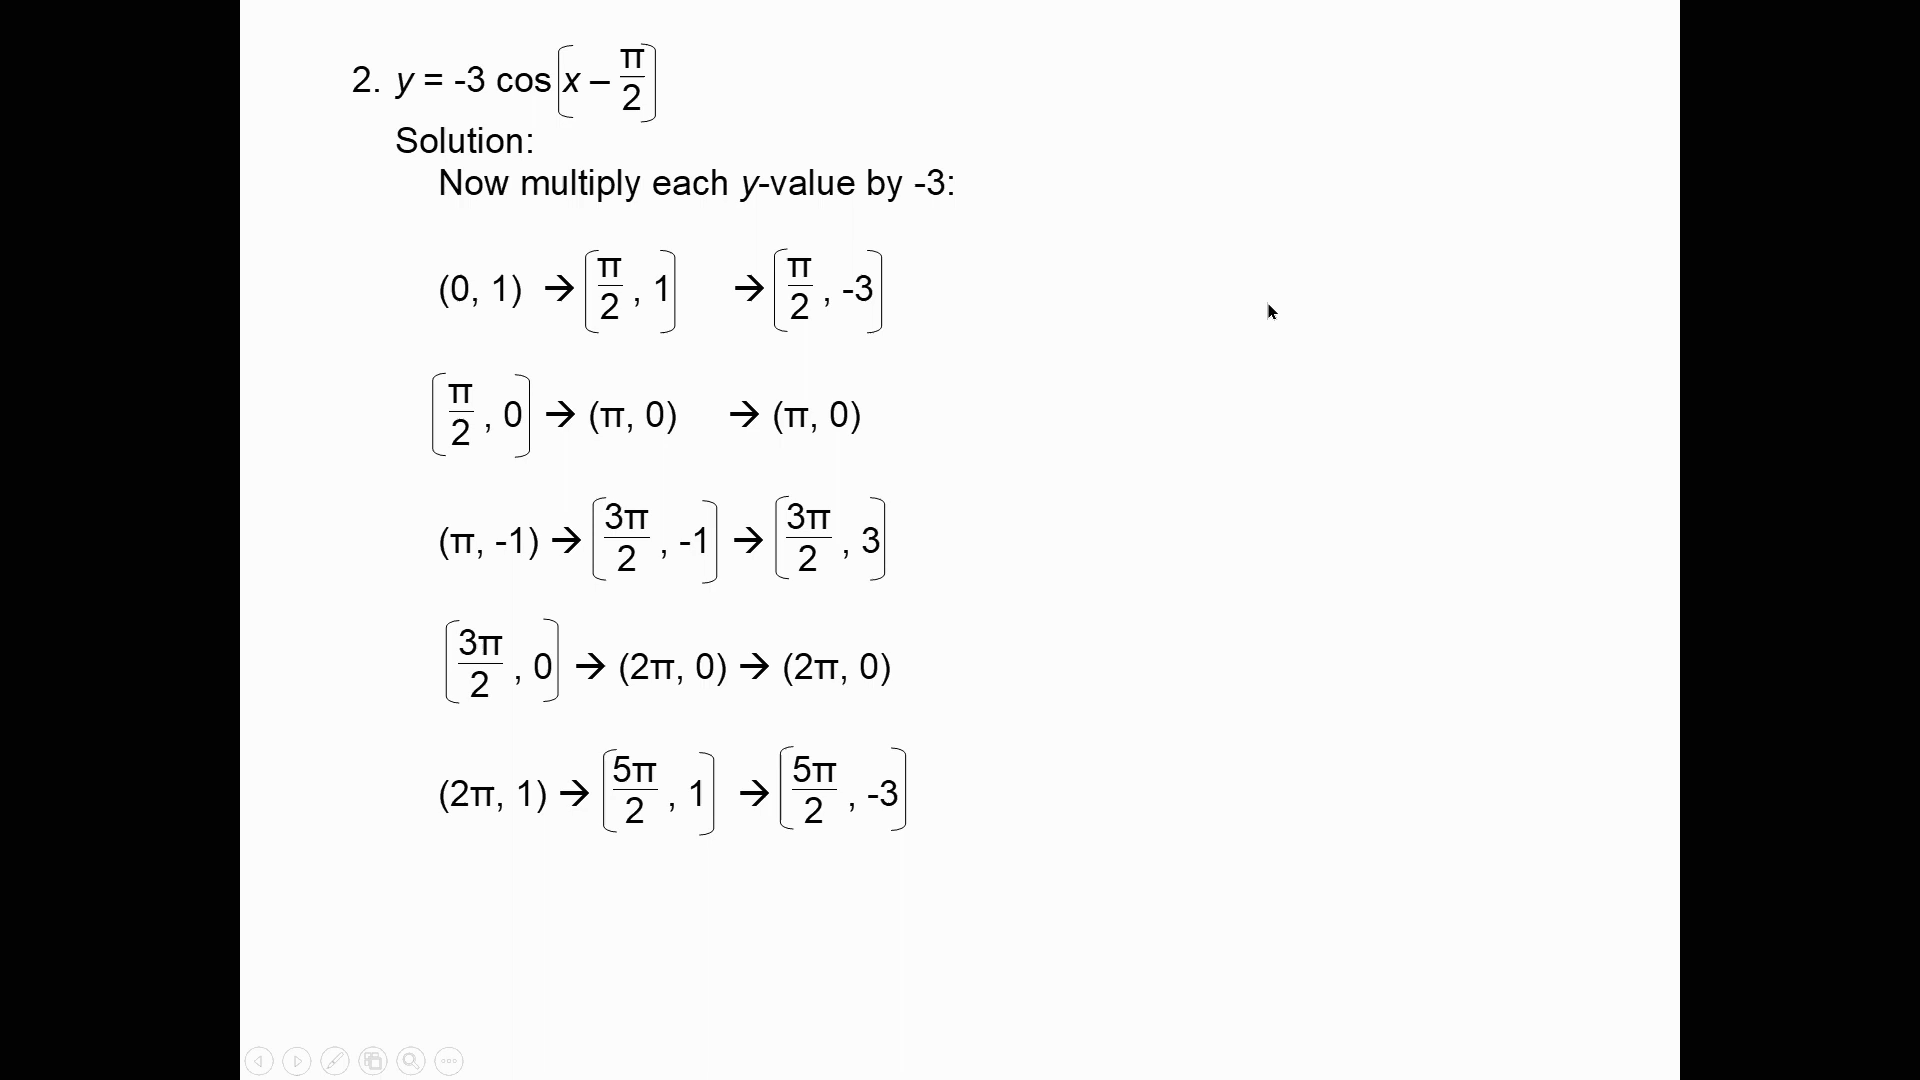 2. y = -3 cos(x – π/2)
Solution:
Now multiply each y-value by -3:
(0, 1) → (π/2, 1) → (π/2, -3)
(π/2, 0) → (π, 0) → (π, 0)
(π, -1) → (3π/2, -1) → (3π/2, 3)
(3π/2, 0) → (2π, 0) → (2π, 0)
(2π, 1) → (5π/2, 1) → (5π/2, -3)